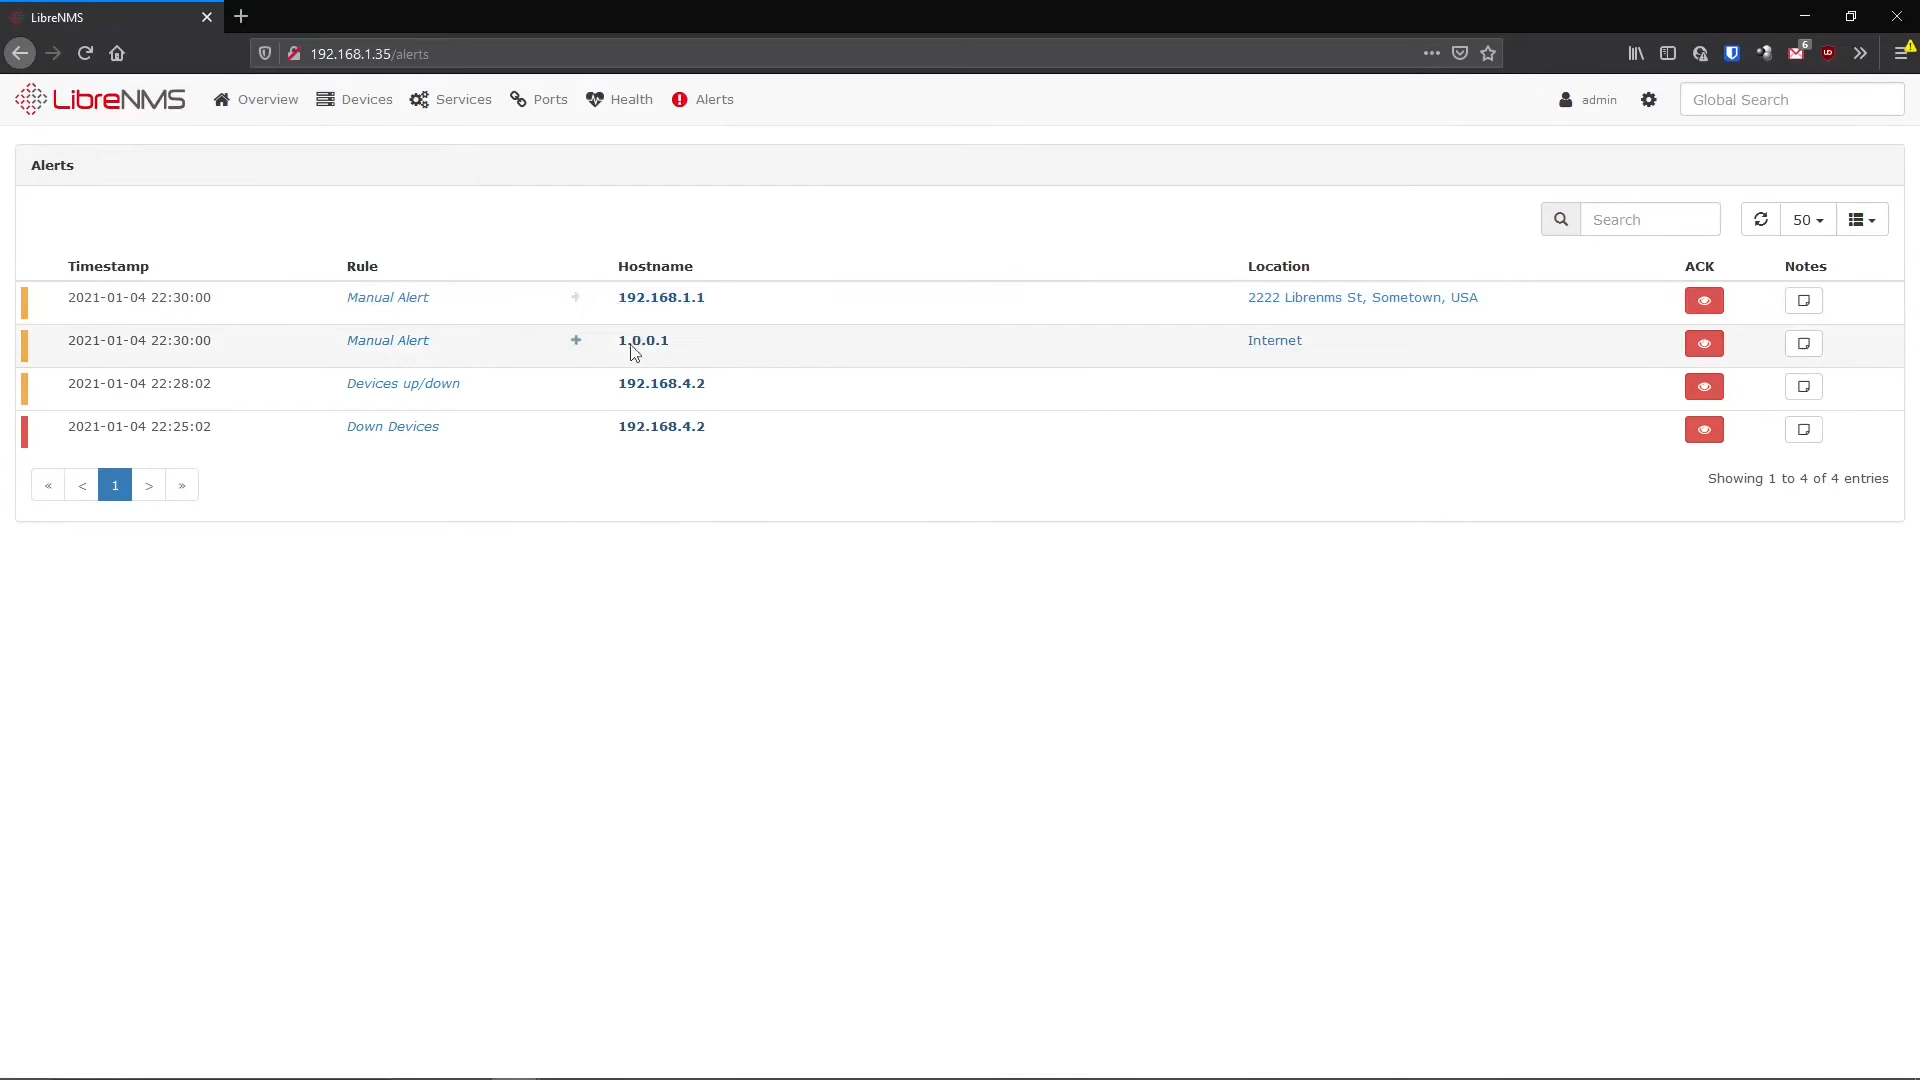 LibreNMS
192.168.1.35/alerts
6
LibreNMS Overview Devices Services Ports Health Alerts admin Global Search
Alerts
Search 50
Timestamp Rule Hostname Location ACK Notes
2021-01-04 22:30:00 Manual Alert 192.168.1.1 2222 Librenms St, Sometown, USA
2021-01-04 22:30:00 Manual Alert 1.0.0.1 Internet
2021-01-04 22:28:02 Devices up/down 192.168.4.2
2021-01-04 22:25:02 Down Devices 192.168.4.2
« < 1 > » Showing 1 to 4 of 4 entries